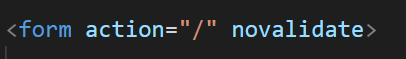 <form action="/" novalidate>